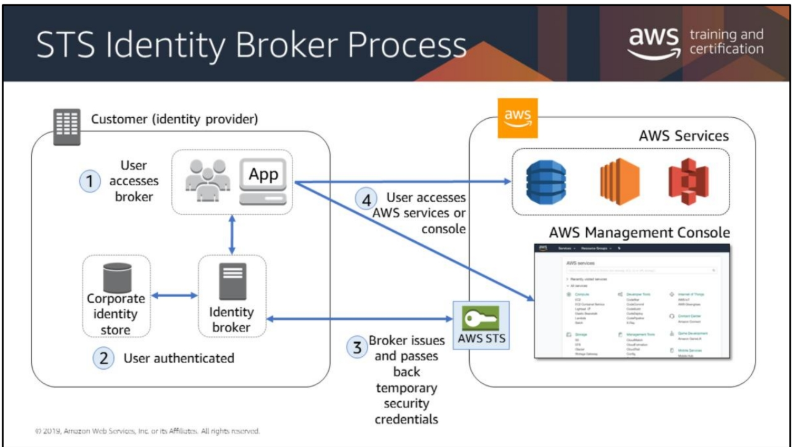 STS Identity Broker Process
aws training and
certification
Customer (identity provider)
aws
AWS Services
1
User
accesses
broker
App
4
User accesses
AWS services or
console
AWS Management Console
AWS services
Corporate
identity
store
Identity
broker
AWS STS
2
User authenticated
3
Broker issues
and passes
back
temporary
security
credentials
© 2019, Amazon Web Services, Inc. or its Affiliates. All rights reserved.